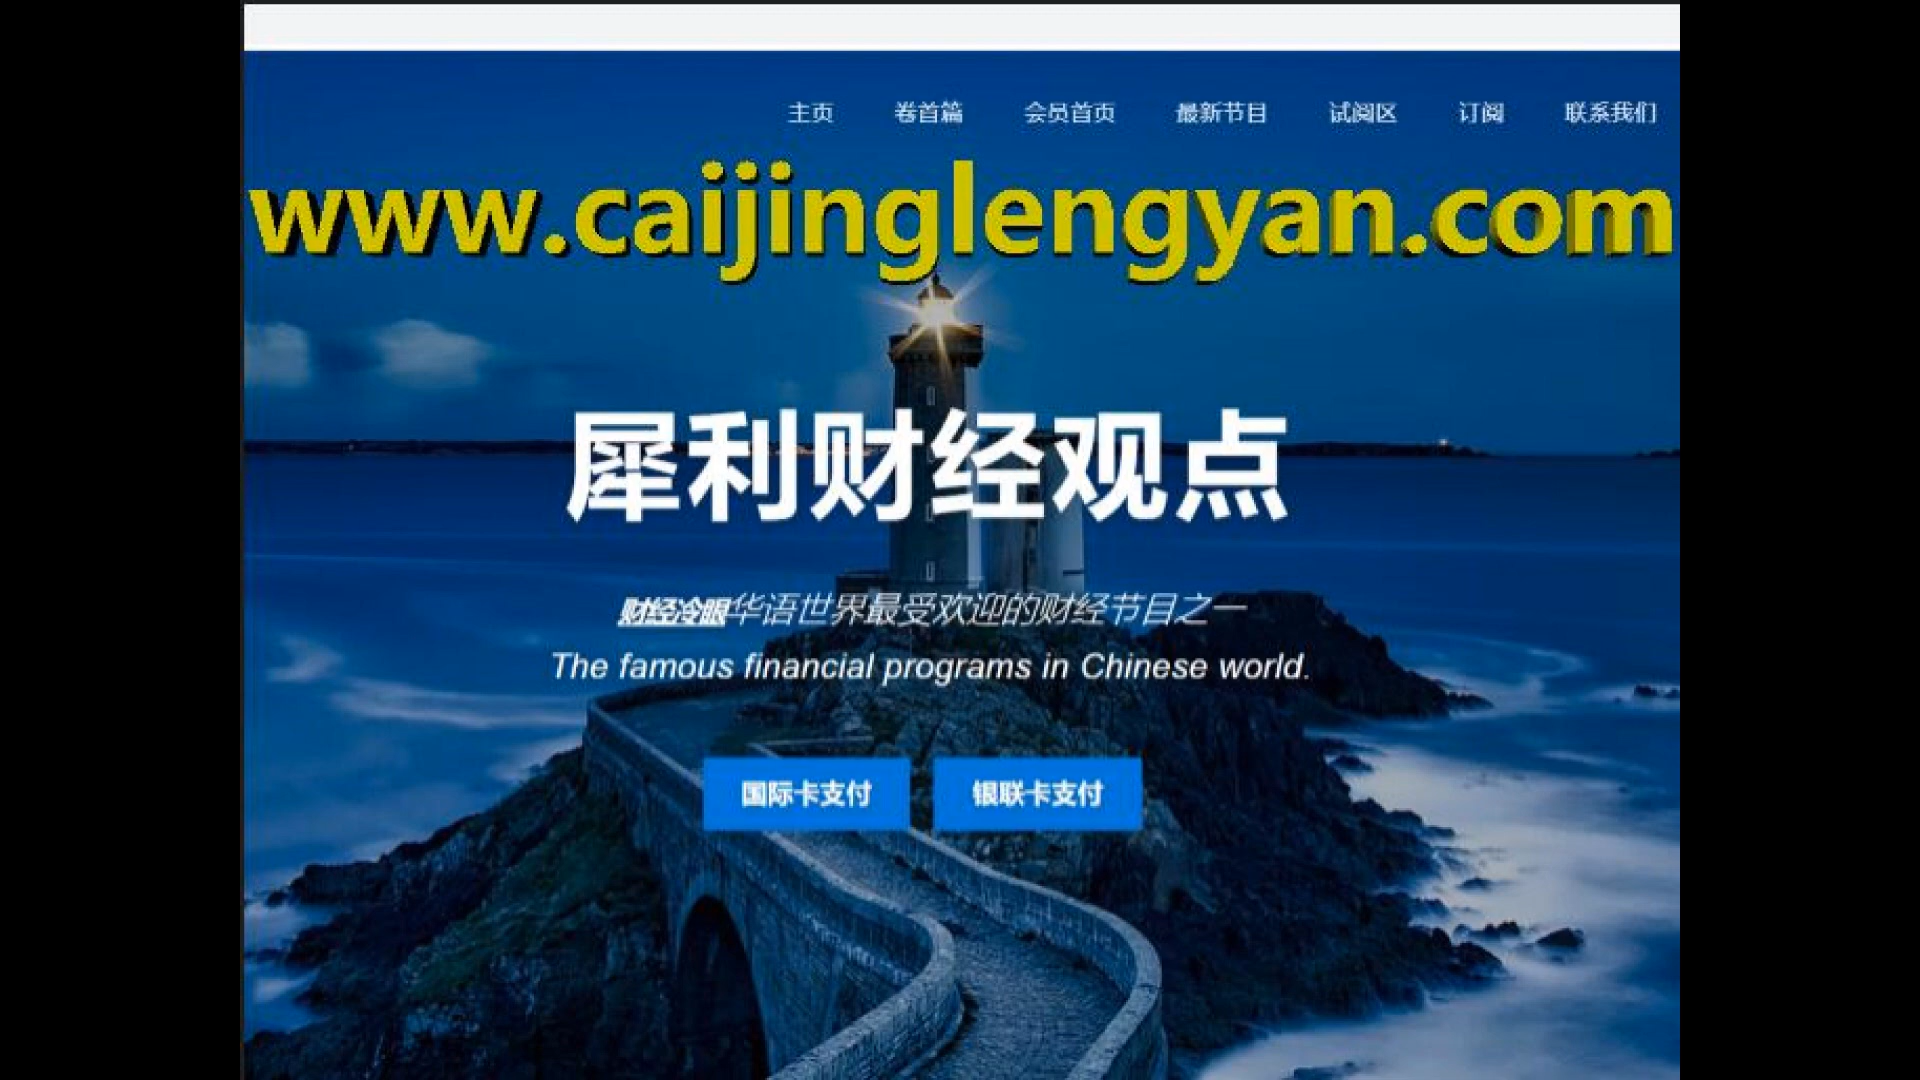 主页 卷首篇 会员首页 最新节目 试阅区 订阅 联系我们
www.caijinglengyan.com
犀利财经观点
财经冷眼华语世界最受欢迎的财经节目之一
The famous financial programs in Chinese world.
国际卡支付 银联卡支付